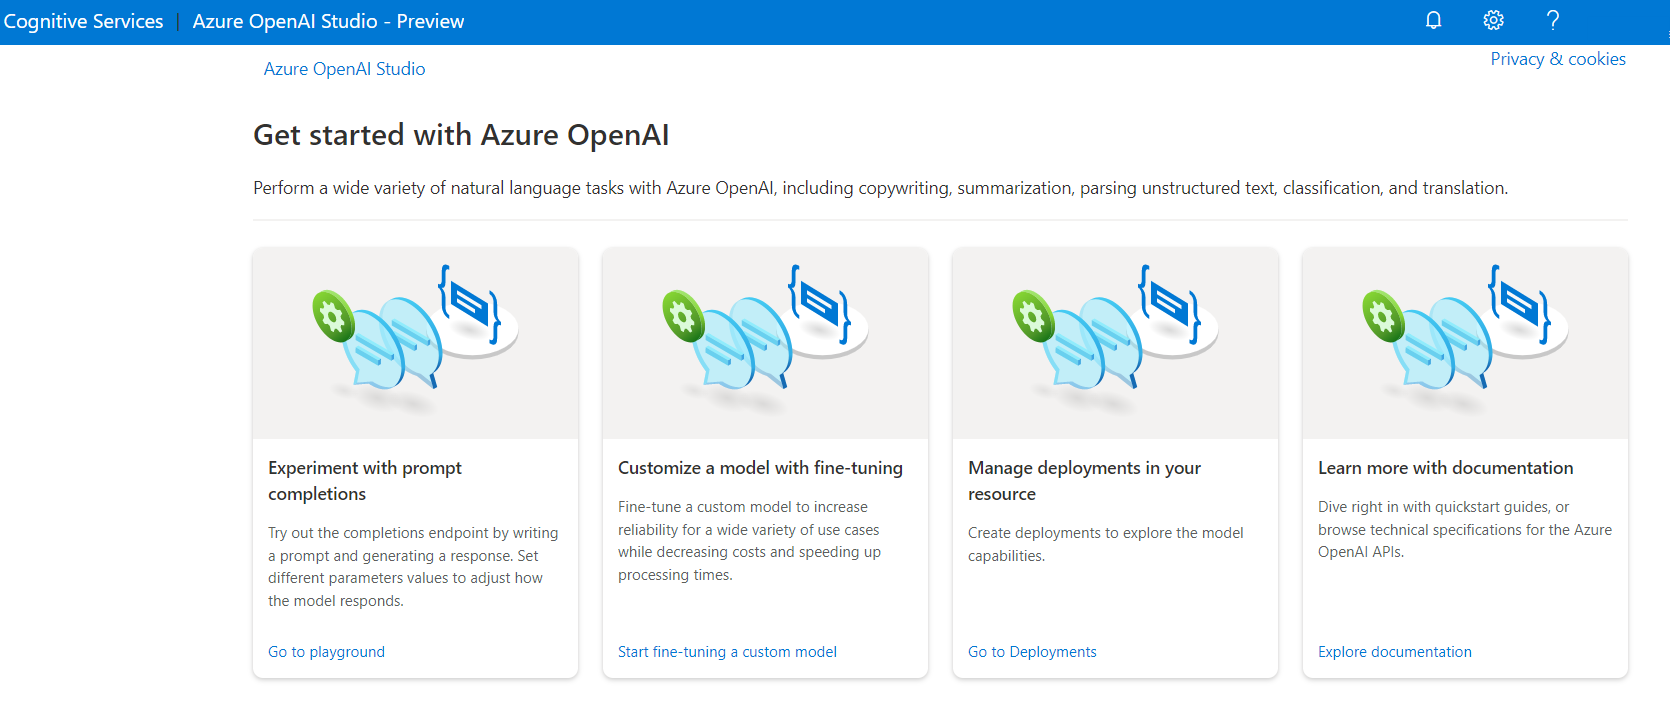 Cognitive Services | Azure OpenAI Studio - Preview
Privacy & cookies
Azure OpenAI Studio
Get started with Azure OpenAI
Perform a wide variety of natural language tasks with Azure OpenAI, including copywriting, summarization, parsing unstructured text, classification, and translation.
Experiment with prompt
completions
Try out the completions endpoint by writing
a prompt and generating a response. Set
different parameters values to adjust how
the model responds.
Go to playground
Customize a model with fine-tuning
Fine-tune a custom model to increase
reliability for a wide variety of use cases
while decreasing costs and speeding up
processing times.
Start fine-tuning a custom model
Manage deployments in your
resource
Create deployments to explore the model
capabilities.
Go to Deployments
Learn more with documentation
Dive right in with quickstart guides, or
browse technical specifications for the Azure
OpenAI APIs.
Explore documentation